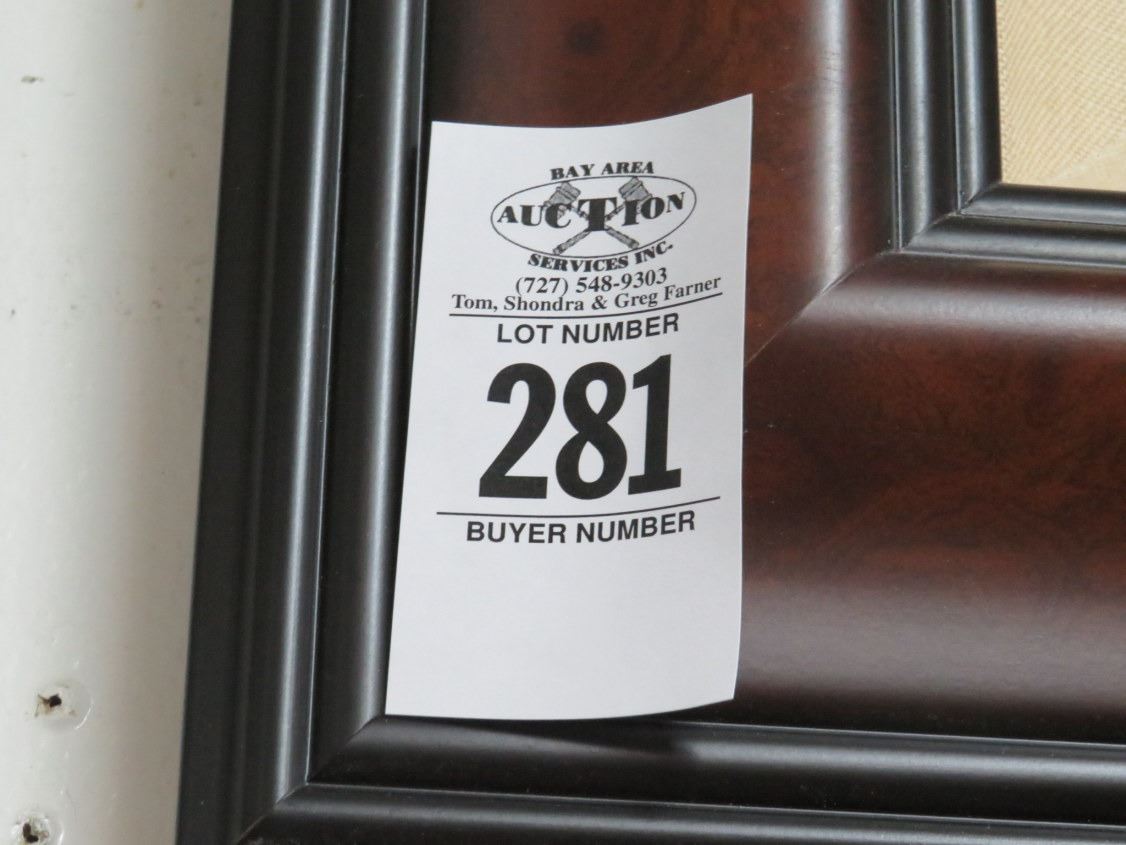 BAY AREA
AUCTION
SERVICES INC.
(727) 548-9303
Tom, Shondra & Greg Farner
LOT NUMBER
281
BUYER NUMBER